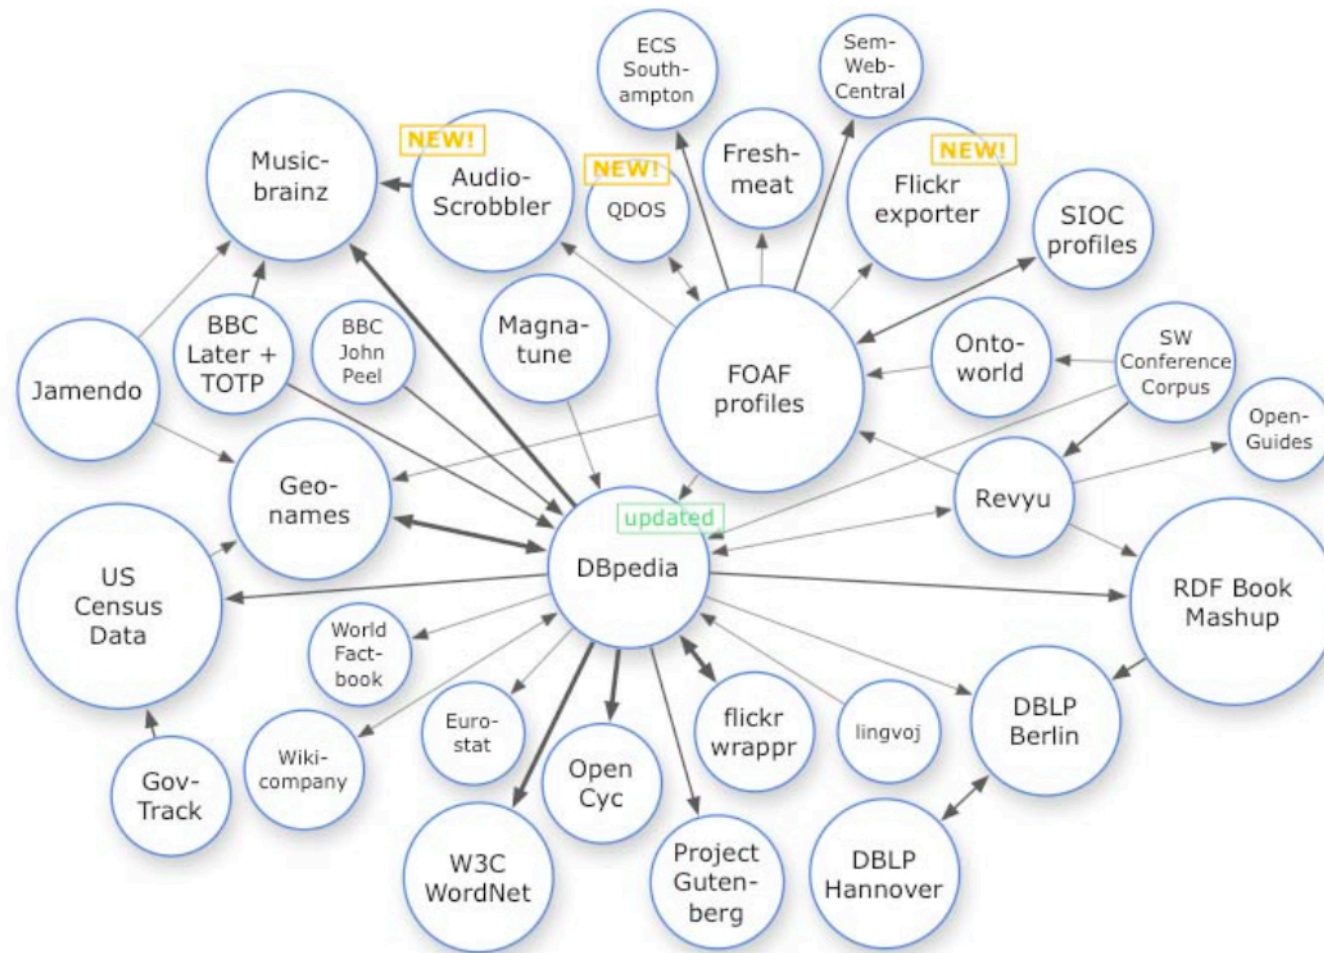 ECS
South-
ampton
Sem-
Web-
Central
NEW!
Music-
brainz
Audio-
Scrobbler
NEW!
QDOS
Fresh-
meat
NEW!
Flickr
exporter
SIOC
profiles
Jamendo
BBC
Later +
TOTP
BBC
John
Peel
Magna-
tune
FOAF
profiles
Onto-
world
SW
Conference
Corpus
Open-
Guides
Geo-
names
updated
DBpedia
Revyu
US
Census
Data
RDF Book
Mashup
World
Fact-
book
Gov-
Track
Wiki-
company
Euro-
stat
Open
Cyc
flickr
wrappr
lingvoj
DBLP
Berlin
W3C
WordNet
Project
Guten-
berg
DBLP
Hannover